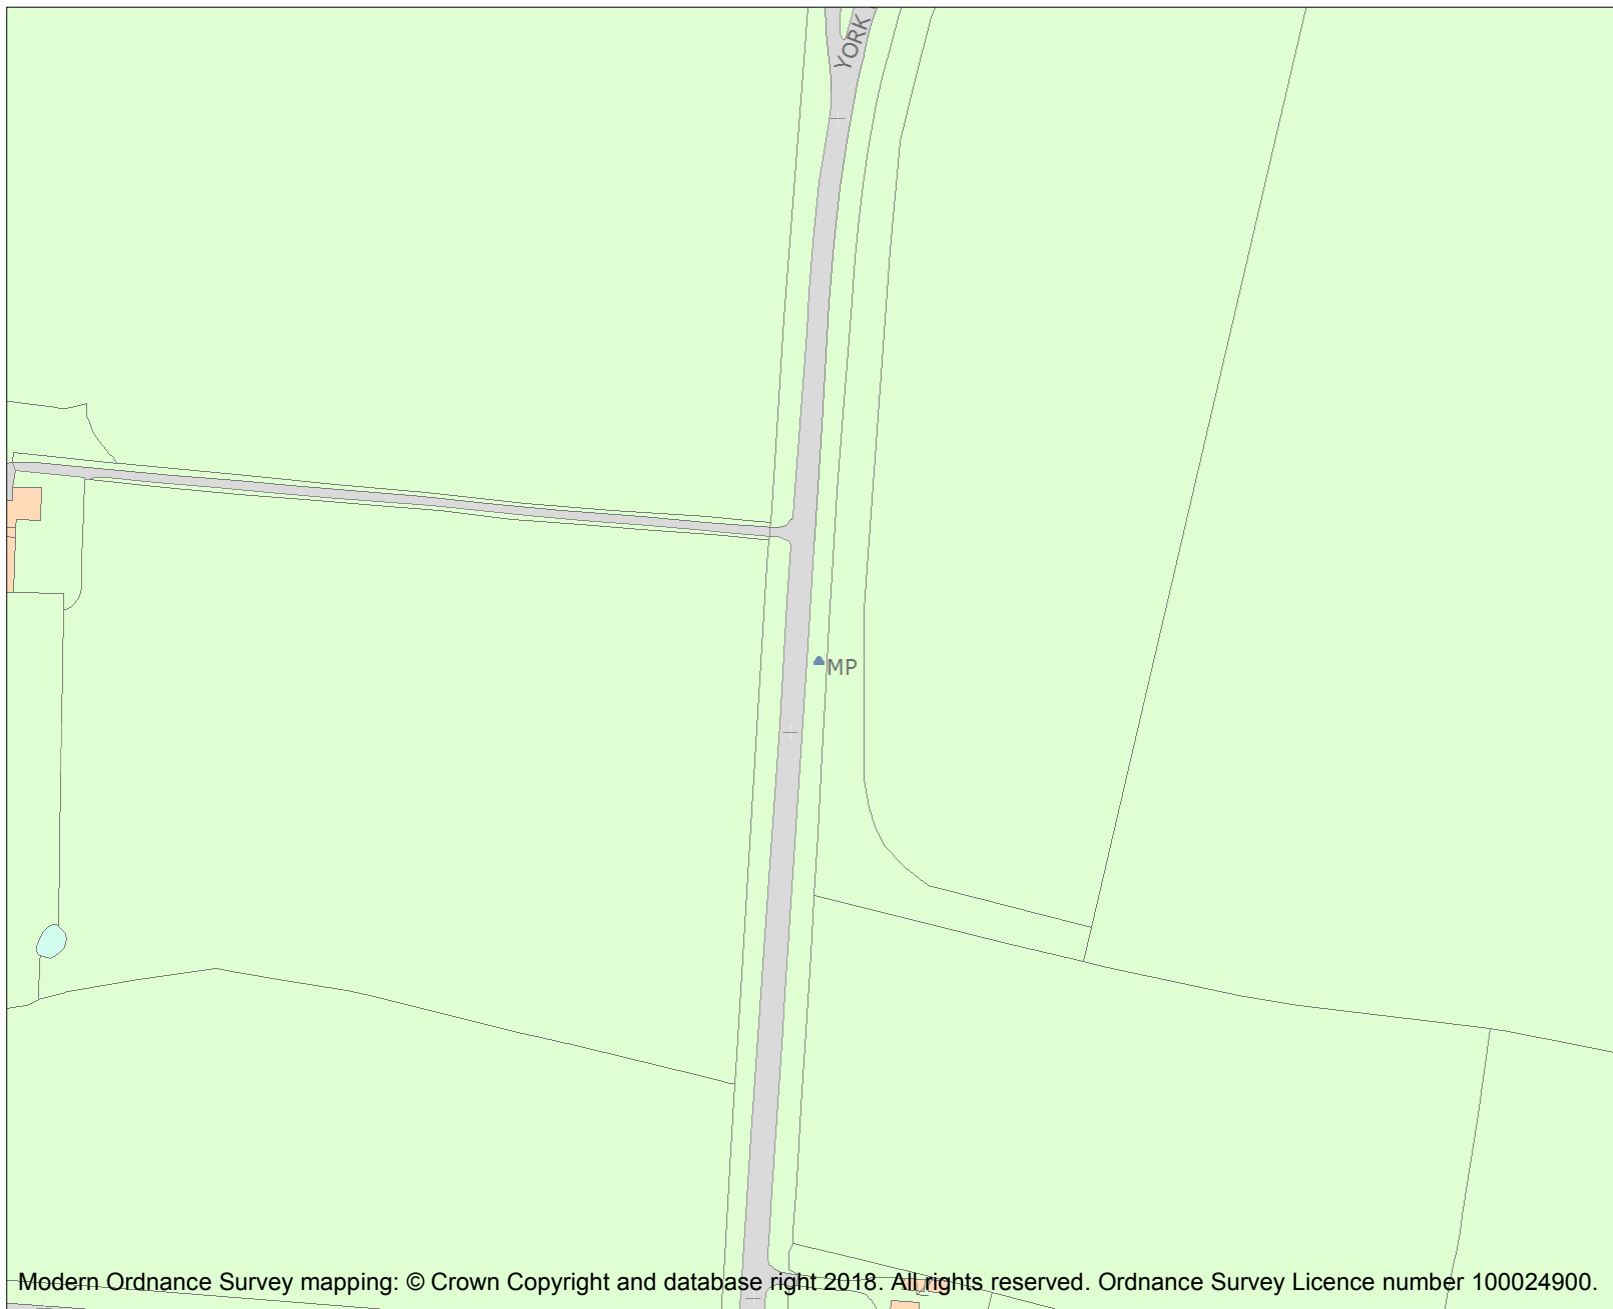 YORK
MP
Modern Ordnance Survey mapping: © Crown Copyright and database right 2018. All rights reserved. Ordnance Survey Licence number 100024900.